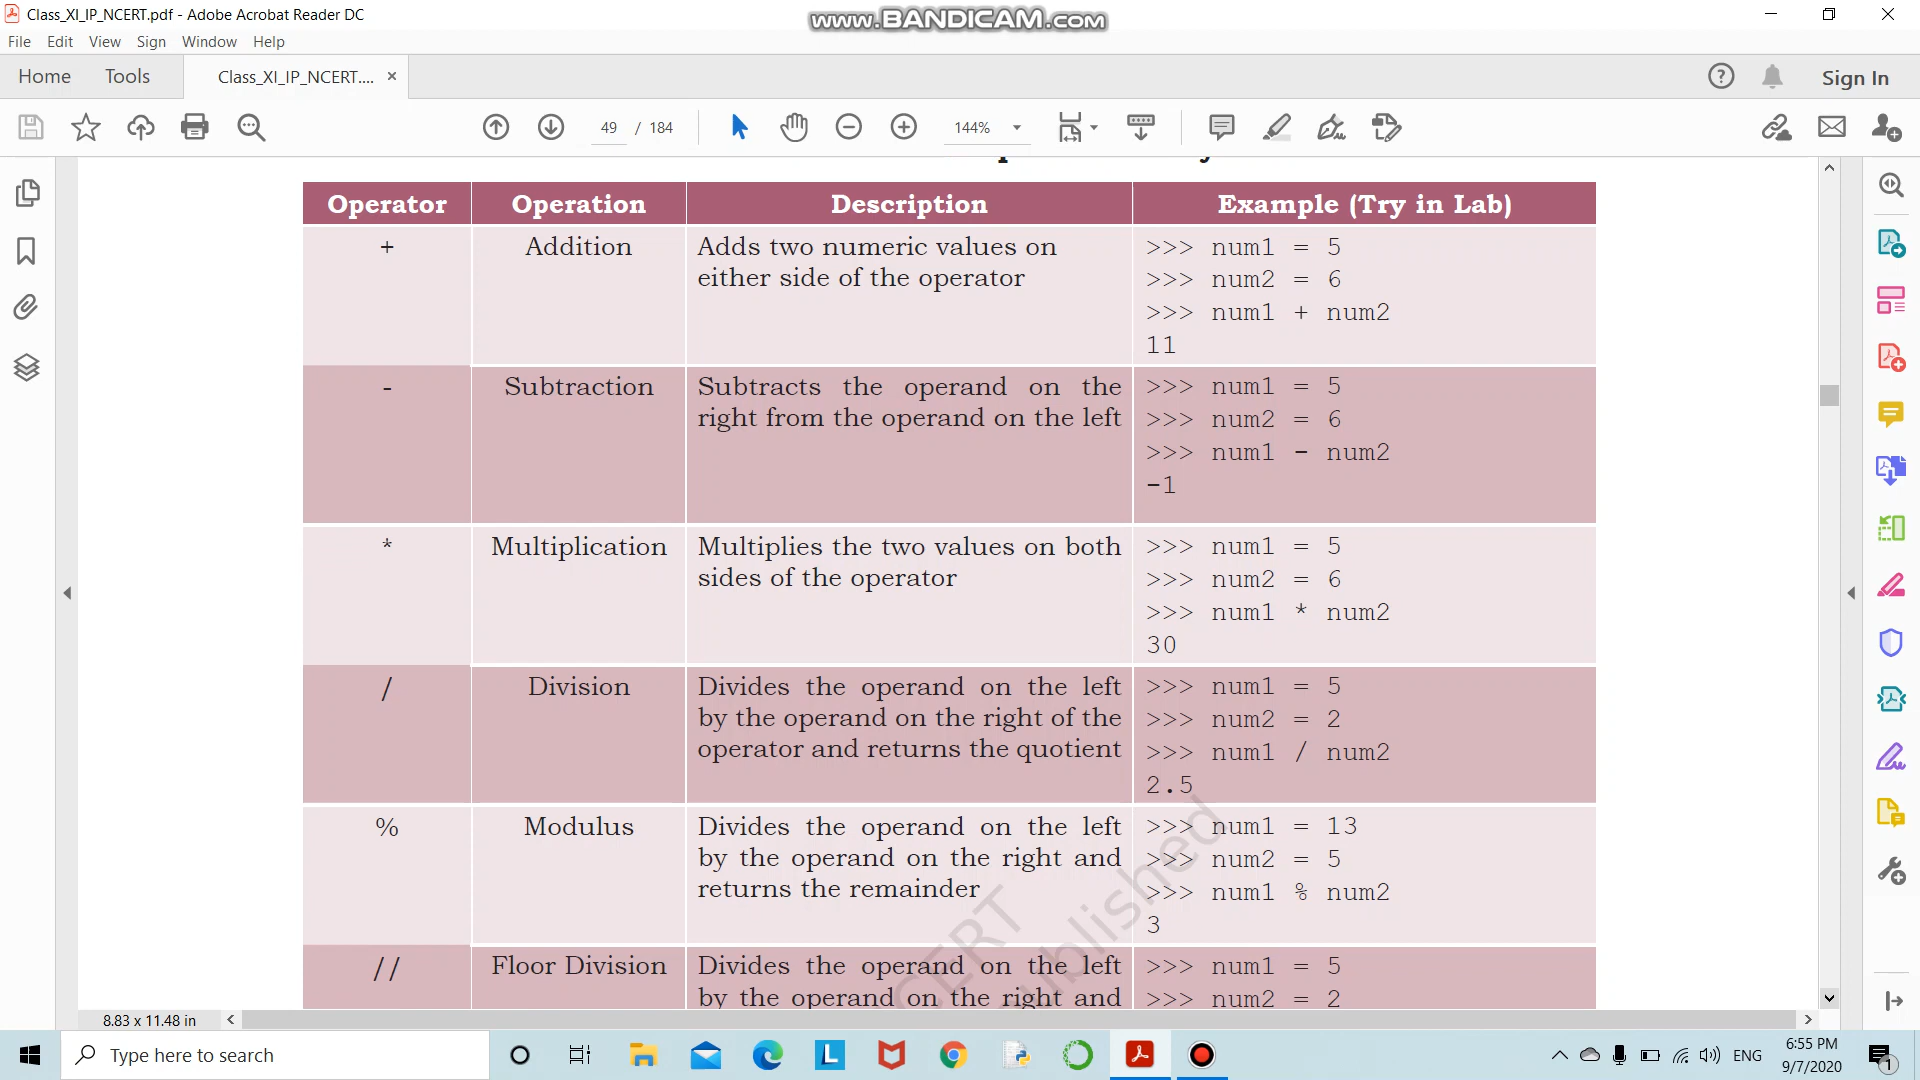 Class_XI_IP_NCERT.pdf - Adobe Acrobat Reader DC
www.BANDICAM.com
File Edit View Sign Window Help
Home Tools Class_XI_IP_NCERT.... × Sign In
49 / 184 144%
Operator Operation Description Example (Try in Lab)
+ Addition Adds two numeric values on >>> num1 = 5
either side of the operator >>> num2 = 6
>>> num1 + num2
11
- Subtraction Subtracts the operand on the >>> num1 = 5
right from the operand on the left >>> num2 = 6
>>> num1 - num2
-1
* Multiplication Multiplies the two values on both >>> num1 = 5
sides of the operator >>> num2 = 6
>>> num1 * num2
30
/ Division Divides the operand on the left >>> num1 = 5
by the operand on the right of the >>> num2 = 2
operator and returns the quotient >>> num1 / num2
2.5
% Modulus Divides the operand on the left >>> num1 = 13
by the operand on the right and >>> num2 = 5
returns the remainder >>> num1 % num2
3
// Floor Division Divides the operand on the left >>> num1 = 5
by the operand on the right and >>> num2 = 2
8.83 x 11.48 in
Type here to search
ENG
6:55 PM
9/7/2020
1